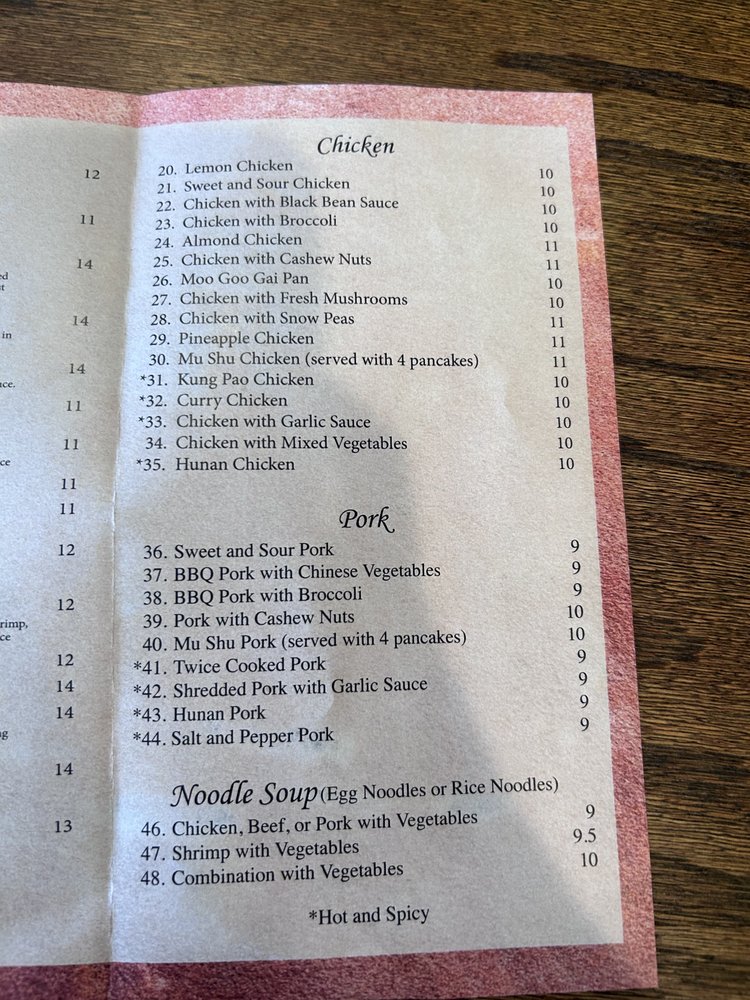 12
11
14
14
in
14
11
11
11
11
12
12
rimp,
12
14
14
14
13
Chicken
20. Lemon Chicken 10
21. Sweet and Sour Chicken 10
22. Chicken with Black Bean Sauce 10
23. Chicken with Broccoli 10
24. Almond Chicken 11
25. Chicken with Cashew Nuts 11
26. Moo Goo Gai Pan 10
27. Chicken with Fresh Mushrooms 10
28. Chicken with Snow Peas 11
29. Pineapple Chicken 11
30. Mu Shu Chicken (served with 4 pancakes) 11
*31. Kung Pao Chicken 10
*32. Curry Chicken 10
*33. Chicken with Garlic Sauce 10
34. Chicken with Mixed Vegetables 10
*35. Hunan Chicken 10
Pork
36. Sweet and Sour Pork 9
37. BBQ Pork with Chinese Vegetables 9
38. BBQ Pork with Broccoli 9
39. Pork with Cashew Nuts 10
40. Mu Shu Pork (served with 4 pancakes) 10
*41. Twice Cooked Pork 9
*42. Shredded Pork with Garlic Sauce 9
*43. Hunan Pork 9
*44. Salt and Pepper Pork 9
Noodle Soup (Egg Noodles or Rice Noodles)
46. Chicken, Beef, or Pork with Vegetables 9
47. Shrimp with Vegetables 9.5
48. Combination with Vegetables 10
*Hot and Spicy